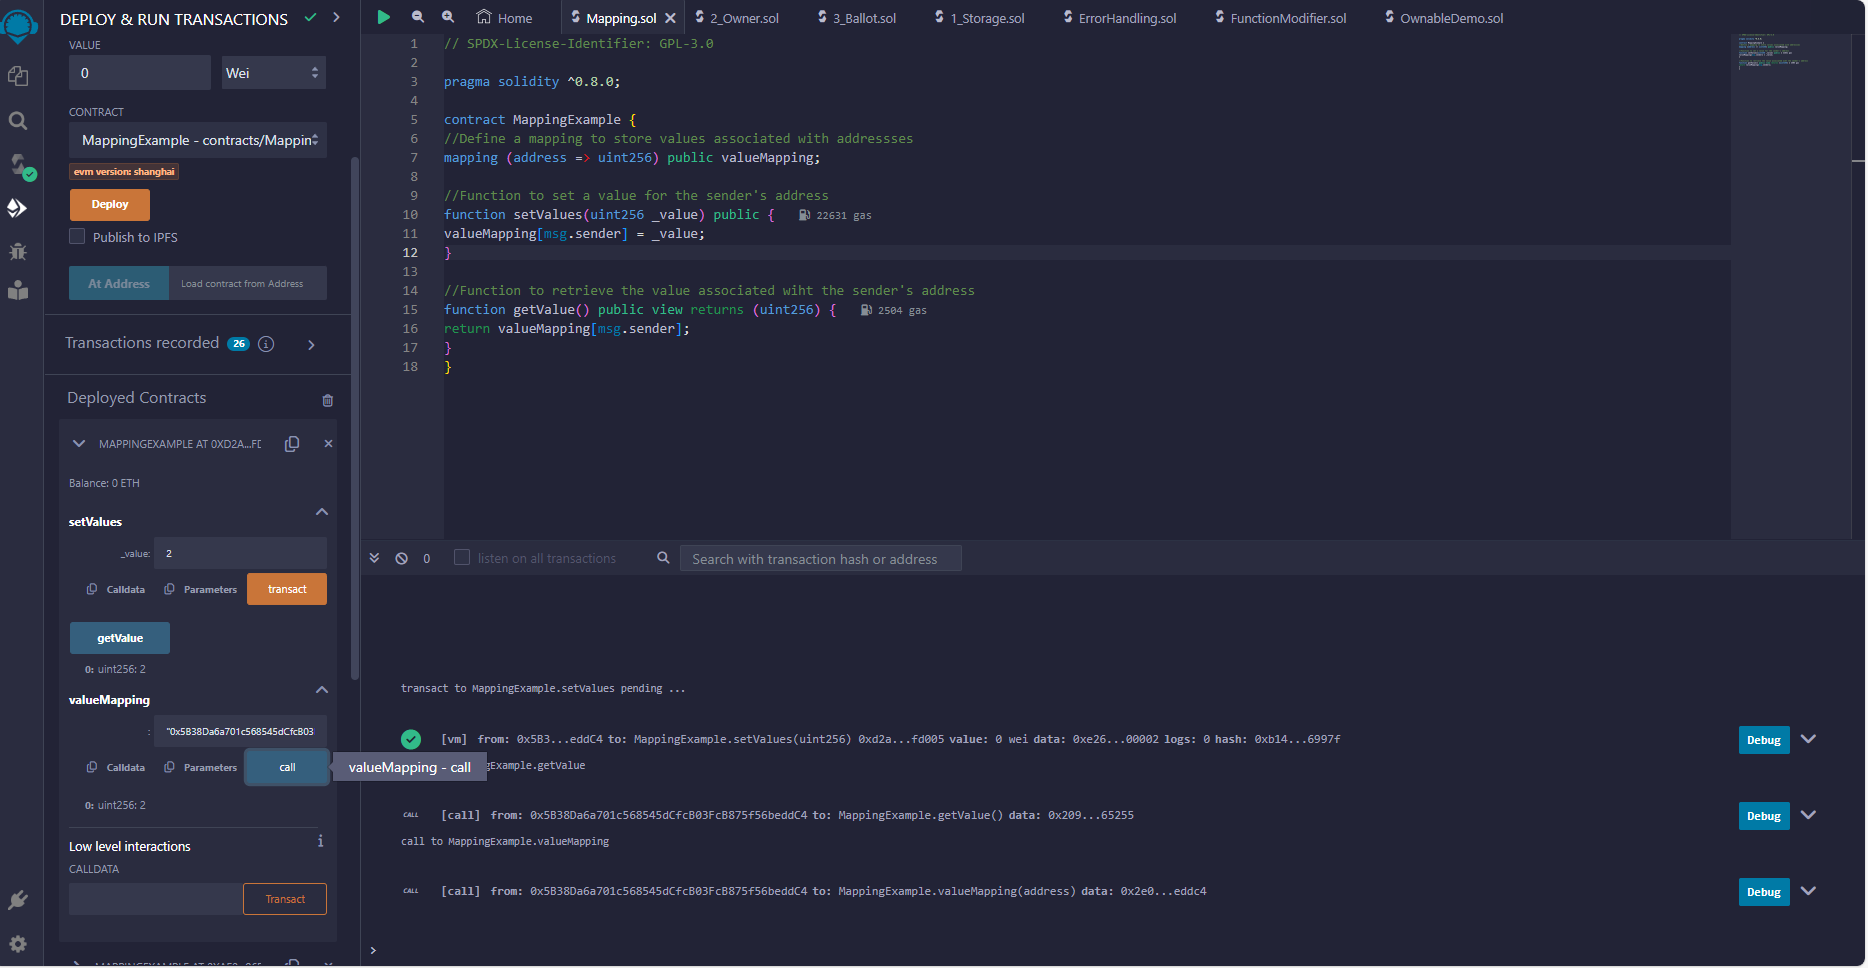 DEPLOY & RUN TRANSACTIONS
VALUE
0
Wei
CONTRACT
MappingExample - contracts/Mappin
evm version: shanghai
Deploy
Publish to IPFS
At Address
Load contract from Address
Transactions recorded 26 i
Deployed Contracts
MAPPINGEXAMPLE AT 0XD2A...FD
Balance: 0 ETH
setValues
_value: 2
Calldata Parameters transact
getValue
0: uint256: 2
valueMapping
: "0x5B38Da6a701c568545dCfcB03
Calldata Parameters call
valueMapping - call
0: uint256: 2
Low level interactions i
CALLDATA
Transact
Home Mapping.sol 2_Owner.sol 3_Ballot.sol 1_Storage.sol ErrorHandling.sol FunctionModifier.sol OwnableDemo.sol
1 // SPDX-License-Identifier: GPL-3.0
2
3 pragma solidity ^0.8.0;
4
5 contract MappingExample {
6 //Define a mapping to store values associated with addressses
7 mapping (address => uint256) public valueMapping;
8
9 //Function to set a value for the sender's address
10 function setValues(uint256 _value) public { 22631 gas
11 valueMapping[msg.sender] = _value;
12 }
13
14 //Function to retrieve the value associated wiht the sender's address
15 function getValue() public view returns (uint256) { 2504 gas
16 return valueMapping[msg.sender];
17 }
18 }
0 listen on all transactions Search with transaction hash or address
transact to MappingExample.setValues pending ...
[vm] from: 0x5B3...eddC4 to: MappingExample.setValues(uint256) 0xd2a...fd005 value: 0 wei data: 0xe26...00002 logs: 0 hash: 0xb14...6997f
Debug
gExample.getValue
CALL [call] from: 0x5B38Da6a701c568545dCfcB03FcB875f56beddC4 to: MappingExample.getValue() data: 0x209...65255
Debug
call to MappingExample.valueMapping
CALL [call] from: 0x5B38Da6a701c568545dCfcB03FcB875f56beddC4 to: MappingExample.valueMapping(address) data: 0x2e0...eddc4
Debug
>